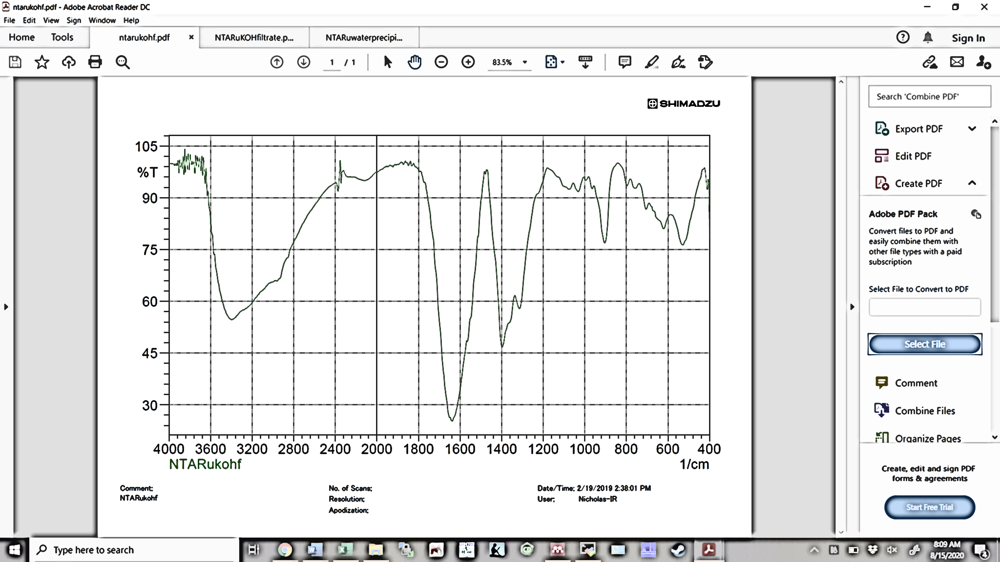 ntarukohf.pdf - Adobe Acrobat Reader DC
File Edit View Sign Window Help
Home Tools ntarukohf.pdf × NTARuKOHfiltrate.p... NTARuwaterprecipi... Sign In
1 / 1 83.5%
SHIMADZU
105
%T
90
75
60
45
30
4000 3600 3200 2800 2400 2000 1800 1600 1400 1200 1000 800 600 400
NTARukohf 1/cm
Comment;
NTARukohf
No. of Scans;
Resolution;
Apodization;
Date/Time; 2/19/2019 2:38:01 PM
User; Nicholas-IR
Search 'Combine PDF'
Export PDF
Edit PDF
Create PDF
Adobe PDF Pack
Convert files to PDF and
easily combine them with
other file types with a paid
subscription
Select File to Convert to PDF
Select File
Comment
Combine Files
Organize Pages
Create, edit and sign PDF
forms & agreements
Start Free Trial
Type here to search
8:09 AM
8/15/2020
4